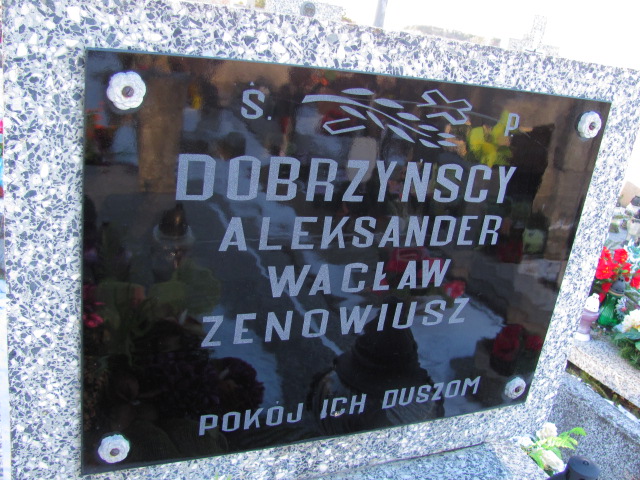 Ś. P
DOBRZYŃSCY
ALEKSANDER
WACŁAW
ZENOWIUSZ
POKÓJ ICH DUSZOM